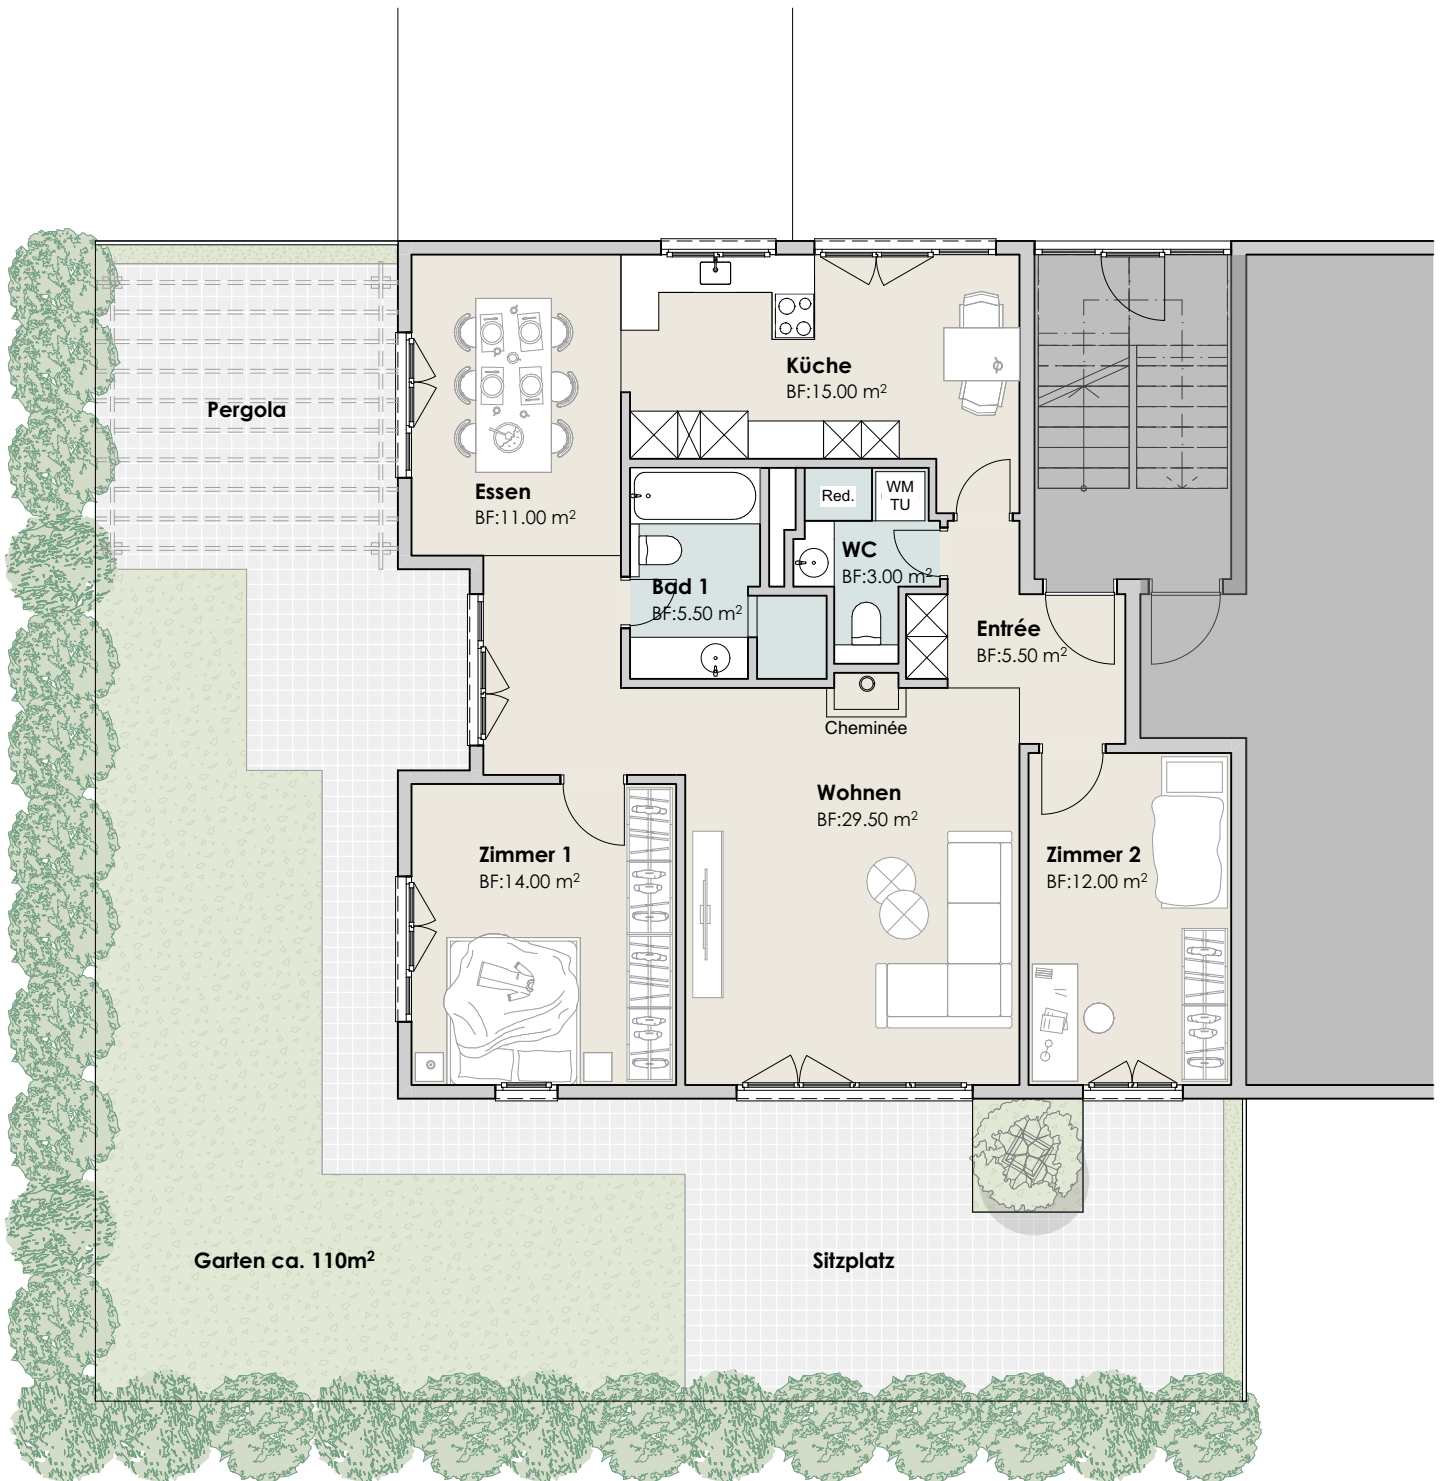 Küche
BF:15.00 m²
Pergola
Essen
BF:11.00 m²
Red.
WM
TU
WC
BF:3.00 m²
Bad 1
BF:5.50 m²
Entrée
BF:5.50 m²
Cheminée
Wohnen
BF:29.50 m²
Zimmer 1
BF:14.00 m²
Zimmer 2
BF:12.00 m²
Garten ca. 110m²
Sitzplatz